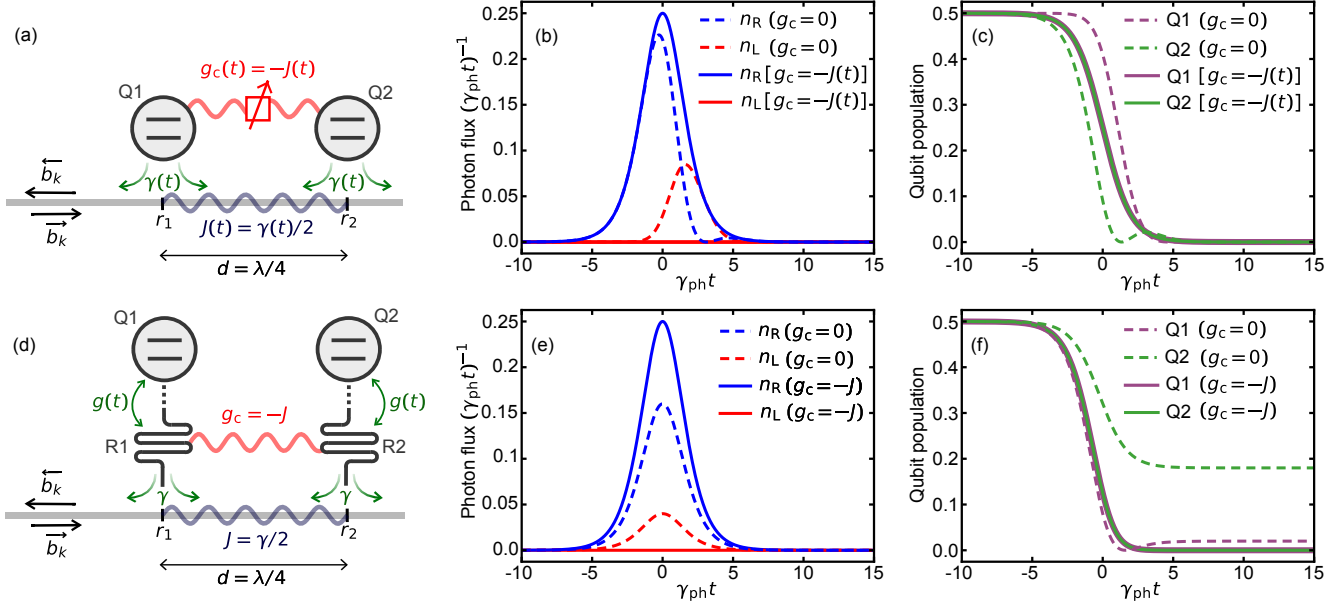 (a)
g_c(t) = −J(t)
Q1
Q2
γ(t)
γ(t)
b_k
b_k
r_1
r_2
J(t) = γ(t)/2
d = λ/4
(b)
Photon flux (γ_ph t)^−1
0.25
0.20
0.15
0.10
0.05
0.00
-10
-5
0
5
10
15
γ_ph t
n_R (g_c = 0)
n_L (g_c = 0)
n_R [g_c = −J(t)]
n_L [g_c = −J(t)]
(c)
Qubit population
0.5
0.4
0.3
0.2
0.1
0.0
-10
-5
0
5
10
15
γ_ph t
Q1 (g_c = 0)
Q2 (g_c = 0)
Q1 [g_c = −J(t)]
Q2 [g_c = −J(t)]
(d)
Q1
Q2
g(t)
g(t)
g_c = −J
R1
R2
γ
γ
b_k
b_k
r_1
r_2
J = γ/2
d = λ/4
(e)
Photon flux (γ_ph t)^−1
0.25
0.20
0.15
0.10
0.05
0.00
-10
-5
0
5
10
15
γ_ph t
n_R (g_c = 0)
n_L (g_c = 0)
n_R (g_c = −J)
n_L (g_c = −J)
(f)
Qubit population
0.5
0.4
0.3
0.2
0.1
0.0
-10
-5
0
5
10
15
γ_ph t
Q1 (g_c = 0)
Q2 (g_c = 0)
Q1 (g_c = −J)
Q2 (g_c = −J)